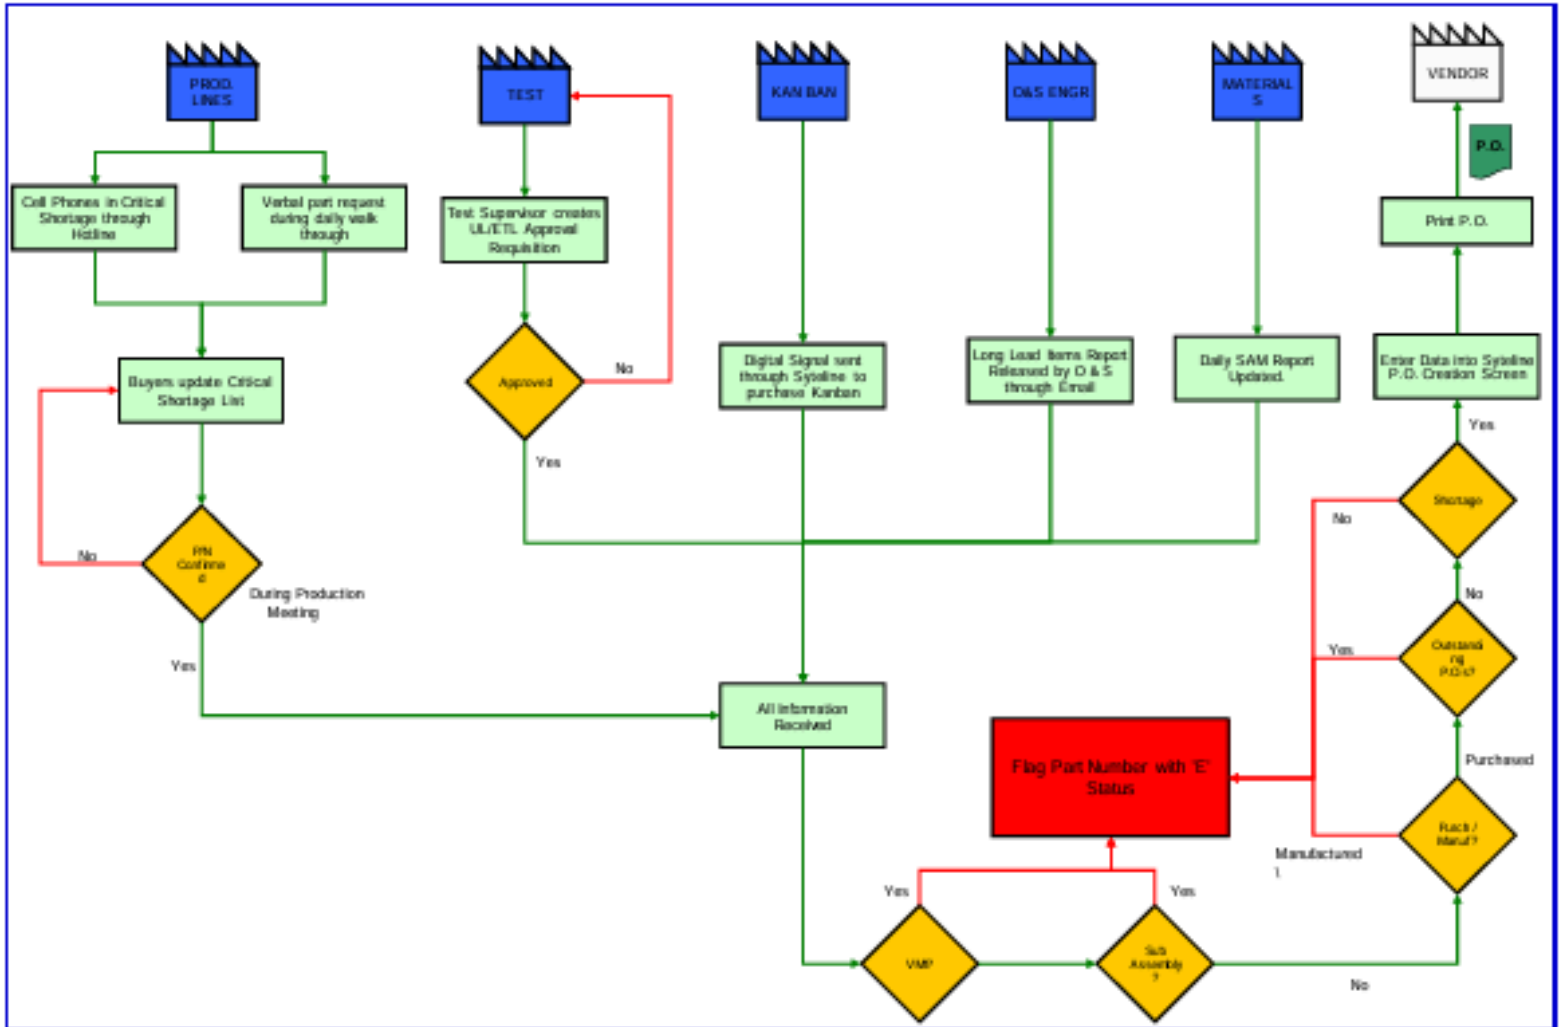 PROD.
LINES
TEST
KAN BAN
O&S ENGR
MATERIAL
S
VENDOR
P.O.
Cell Phones in Critical
Shortage through
Hotline
Verbal part request
during daily walk
through
Test Supervisor creates
UL/ETL Approval
Requisition
Print P.O.
Buyers update Critical
Shortage List
Approved
No
Digital Signal sent
through Syteline to
purchase Kanban
Long Lead Items Report
Released by O & S
through Email
Daily SAM Report
Updated.
Enter Data into Syteline
P.O. Creation Screen
Yes
Yes
Shortage
No
No
P/N
Confirme
d
During Production
Meeting
No
Yes
Outstandi
ng
P.O.s?
Yes
All Information
Received
Flag Part Number with 'E'
Status
Purchased
Purch /
Manuf?
Manufactured
Yes
Yes
VMI?
Sub
Assembly
?
No